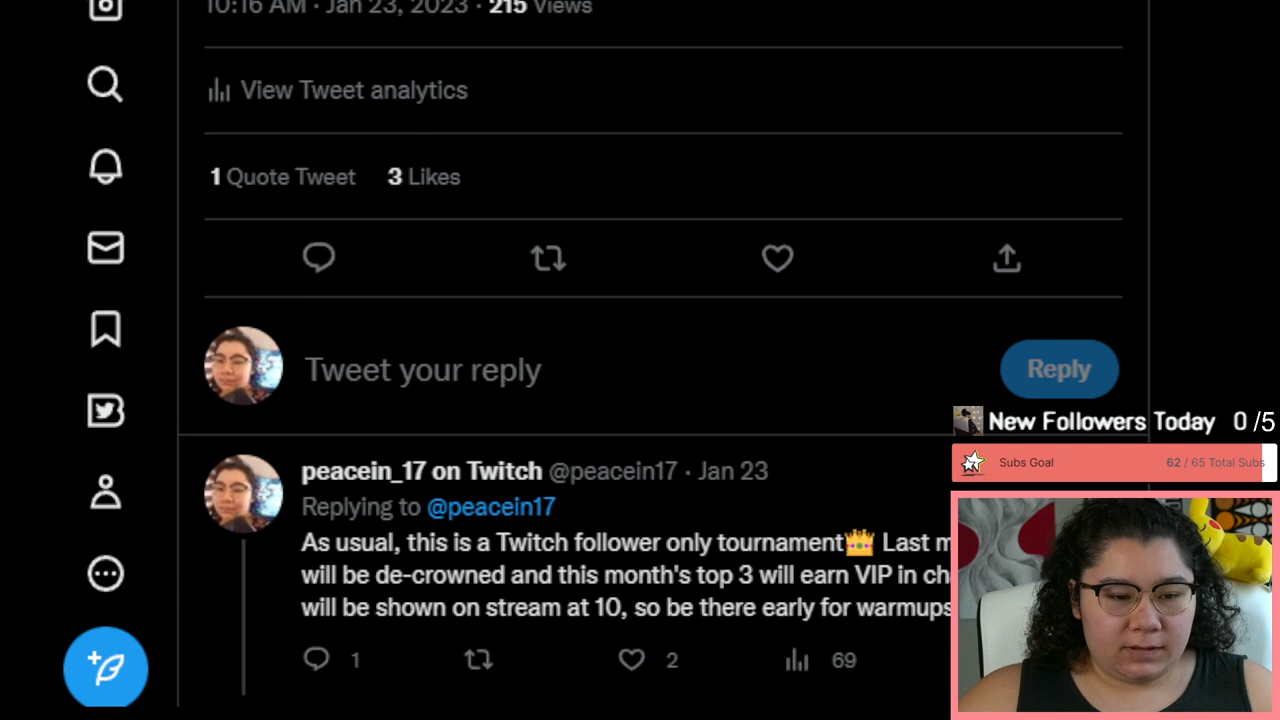 10:16 AM · Jan 23, 2023 · 215 Views
View Tweet analytics
1 Quote Tweet 3 Likes
Tweet your reply
Reply
New Followers Today 0 /5
Subs Goal 62 / 65 Total Subs
peacein_17 on Twitch @peacein17 · Jan 23
Replying to @peacein17
As usual, this is a Twitch follower only tournament👑 Last
will be de-crowned and this month's top 3 will earn VIP in
will be shown on stream at 10, so be there early for warmups
1 2 69